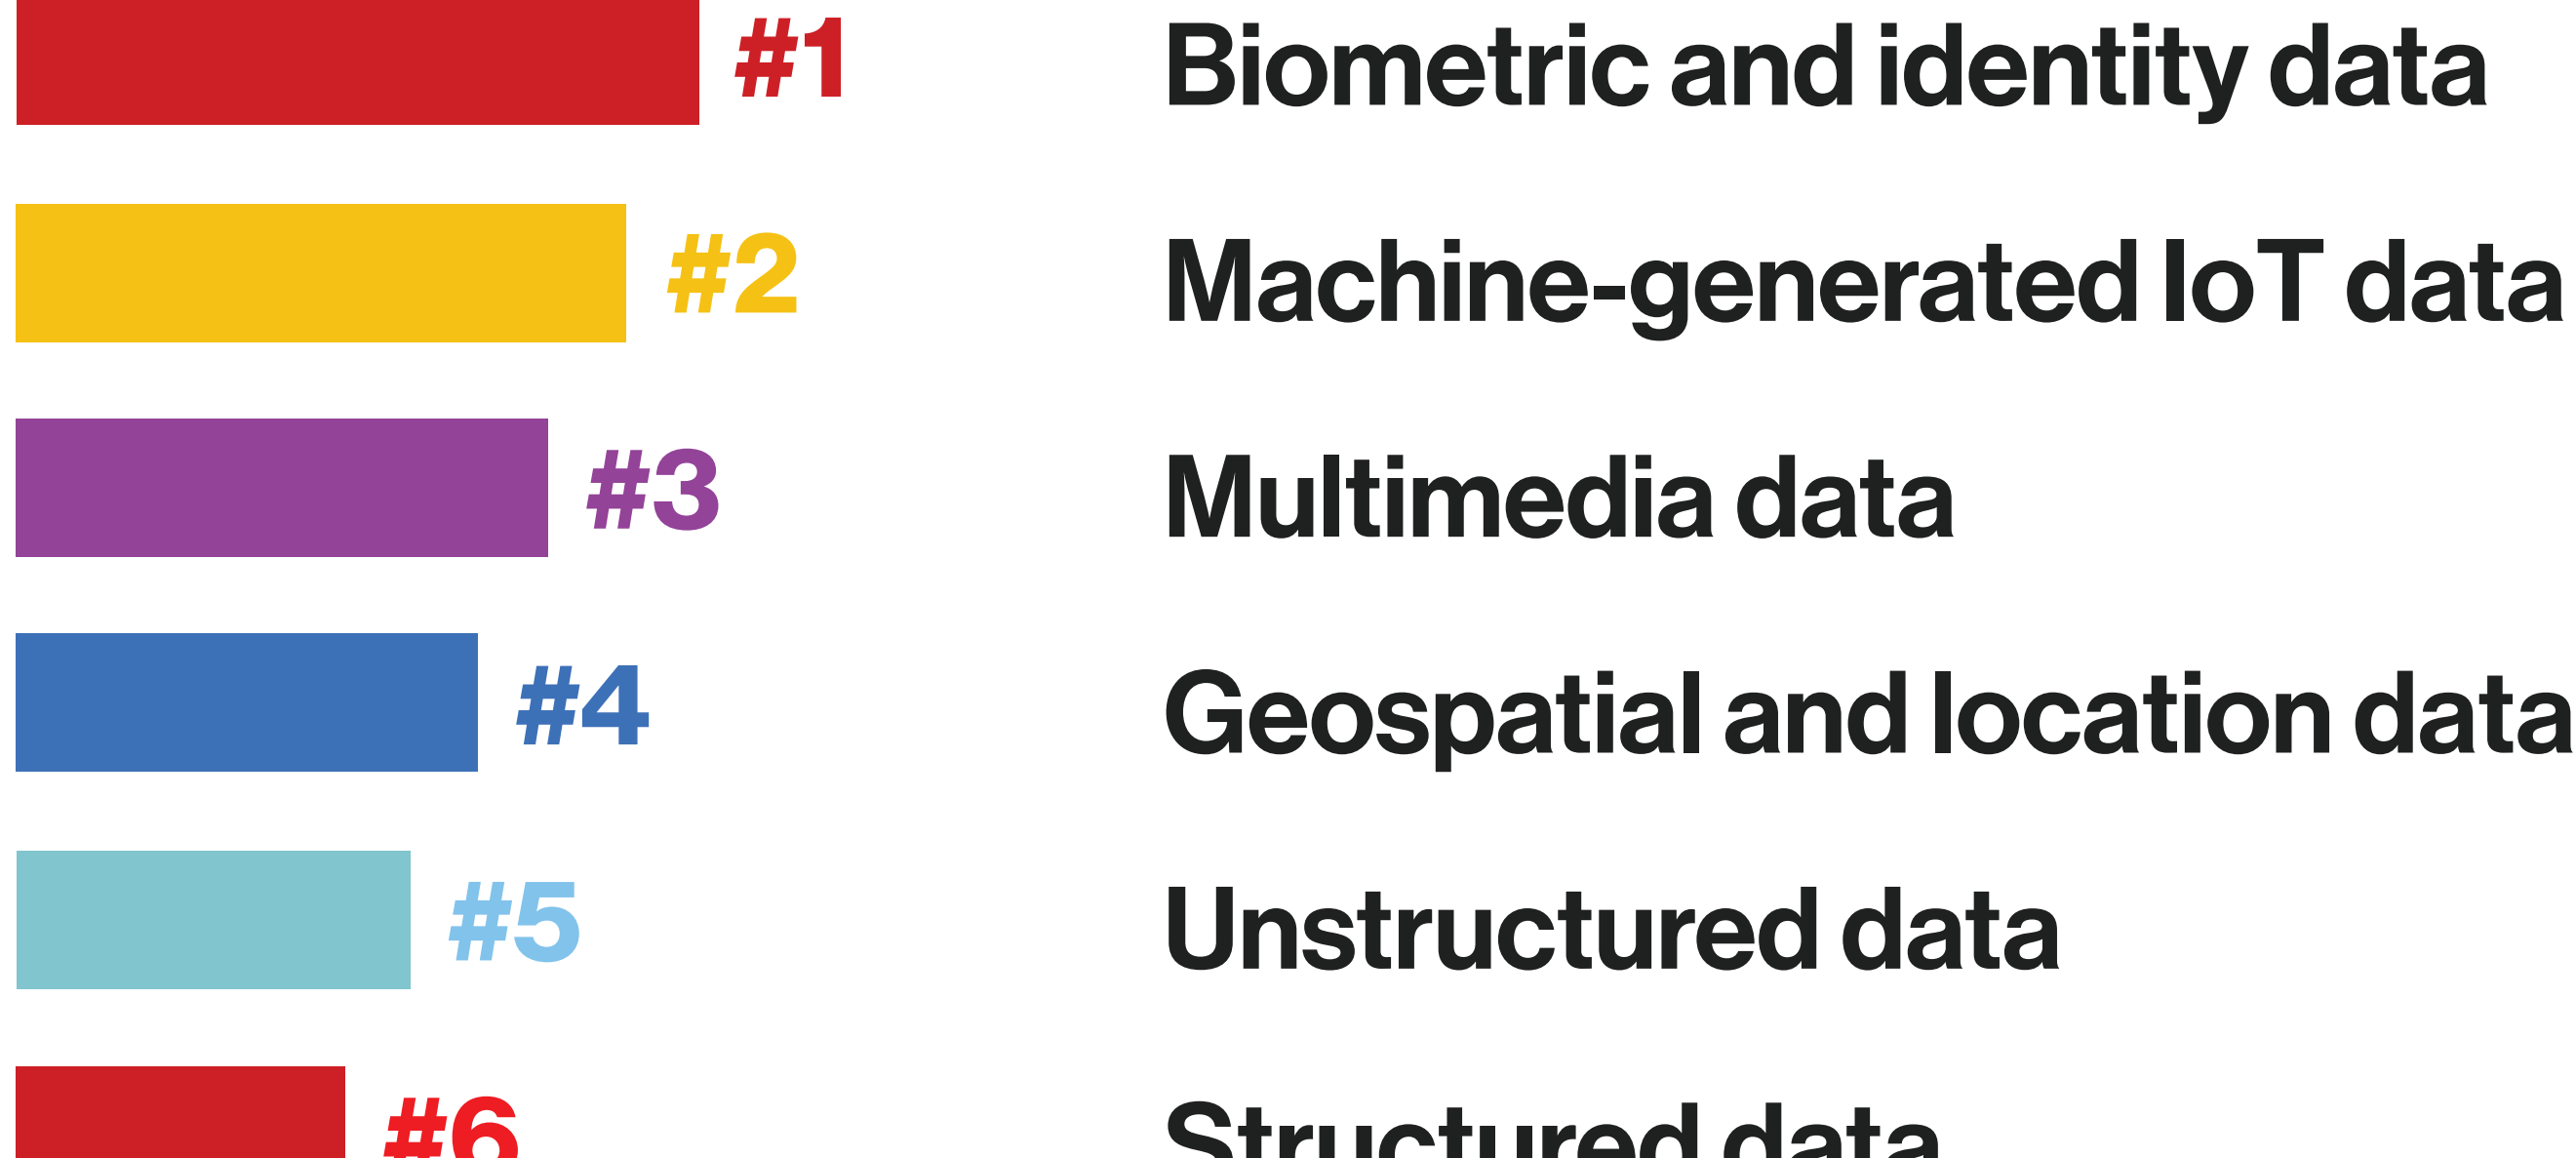 #1 Biometric and identity data
#2 Machine-generated IoT data
#3 Multimedia data
#4 Geospatial and location data
#5 Unstructured data
#6 Structured data